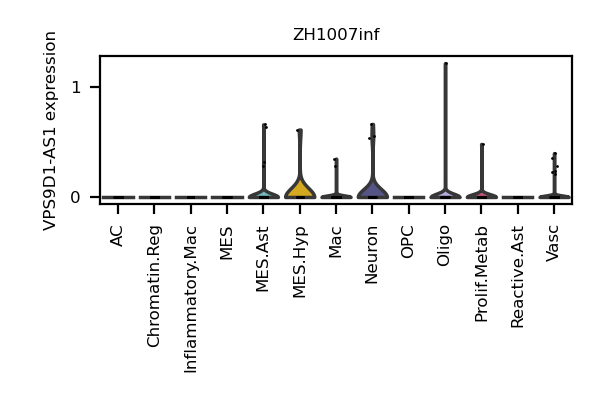 ZH1007inf
VPS9D1-AS1 expression
1
0
AC
Chromatin.Reg
Inflammatory.Mac
MES
MES.Ast
MES.Hyp
Mac
Neuron
OPC
Oligo
Prolif.Metab
Reactive.Ast
Vasc